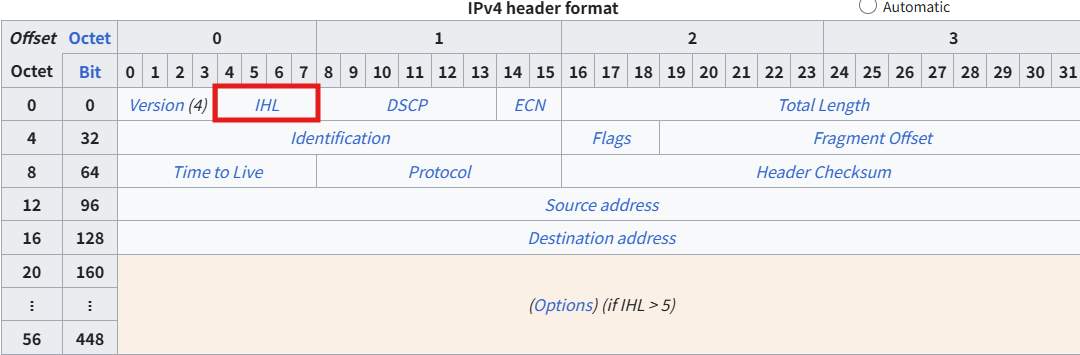 IPv4 header format
Automatic
Offset Octet 0 1 2 3
Octet Bit 0 1 2 3 4 5 6 7 8 9 10 11 12 13 14 15 16 17 18 19 20 21 22 23 24 25 26 27 28 29 30 31
0 0 Version (4) IHL DSCP ECN Total Length
4 32 Identification Flags Fragment Offset
8 64 Time to Live Protocol Header Checksum
12 96 Source address
16 128 Destination address
20 160
⋮ ⋮ (Options) (if IHL > 5)
56 448